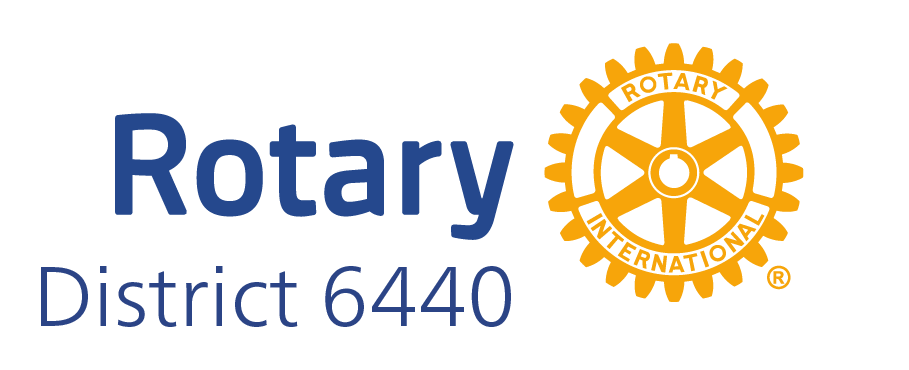 Rotary
District 6440
ROTARY
INTERNATIONAL
®